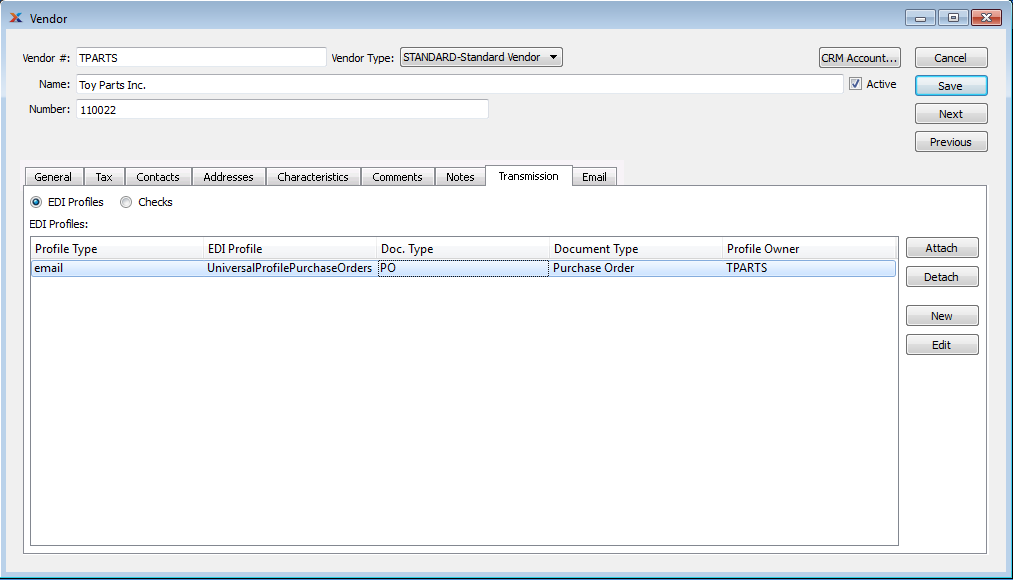 Vendor
Vendor #: TPARTS Vendor Type: STANDARD-Standard Vendor CRM Account... Cancel
Name: Toy Parts Inc. Active Save
Number: 110022 Next
Previous
General Tax Contacts Addresses Characteristics Comments Notes Transmission Email
EDI Profiles Checks
EDI Profiles:
Profile Type EDI Profile Doc. Type Document Type Profile Owner Attach
email UniversalProfilePurchaseOrders PO Purchase Order TPARTS
Detach
New
Edit